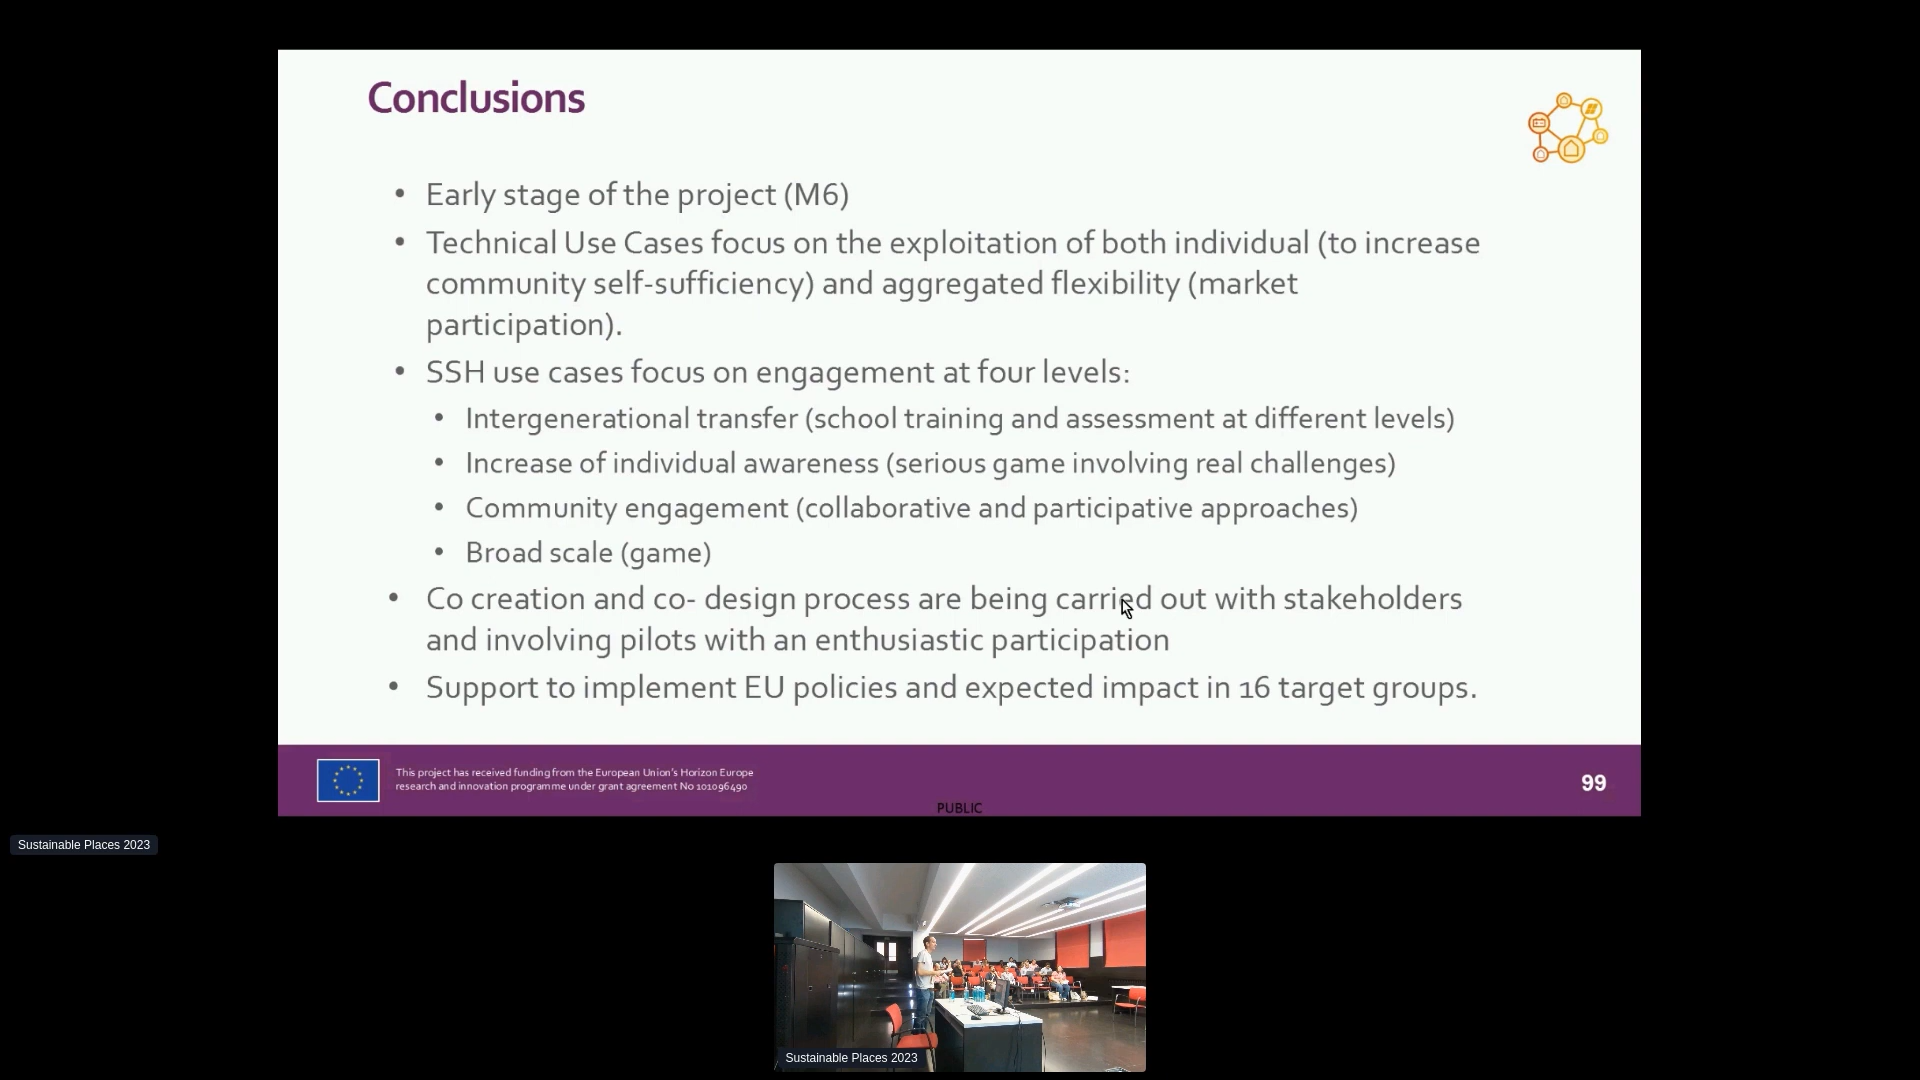 Conclusions
• Early stage of the project (M6)
• Technical Use Cases focus on the exploitation of both individual (to increase
community self-sufficiency) and aggregated flexibility (market
participation).
• SSH use cases focus on engagement at four levels:
• Intergenerational transfer (school training and assessment at different levels)
• Increase of individual awareness (serious game involving real challenges)
• Community engagement (collaborative and participative approaches)
• Broad scale (game)
• Co creation and co- design process are being carried out with stakeholders
and involving pilots with an enthusiastic participation
• Support to implement EU policies and expected impact in 16 target groups.
This project has received funding from the European Union's Horizon Europe
research and innovation programme under grant agreement No 101096490
99
PUBLIC
Sustainable Places 2023
Sustainable Places 2023